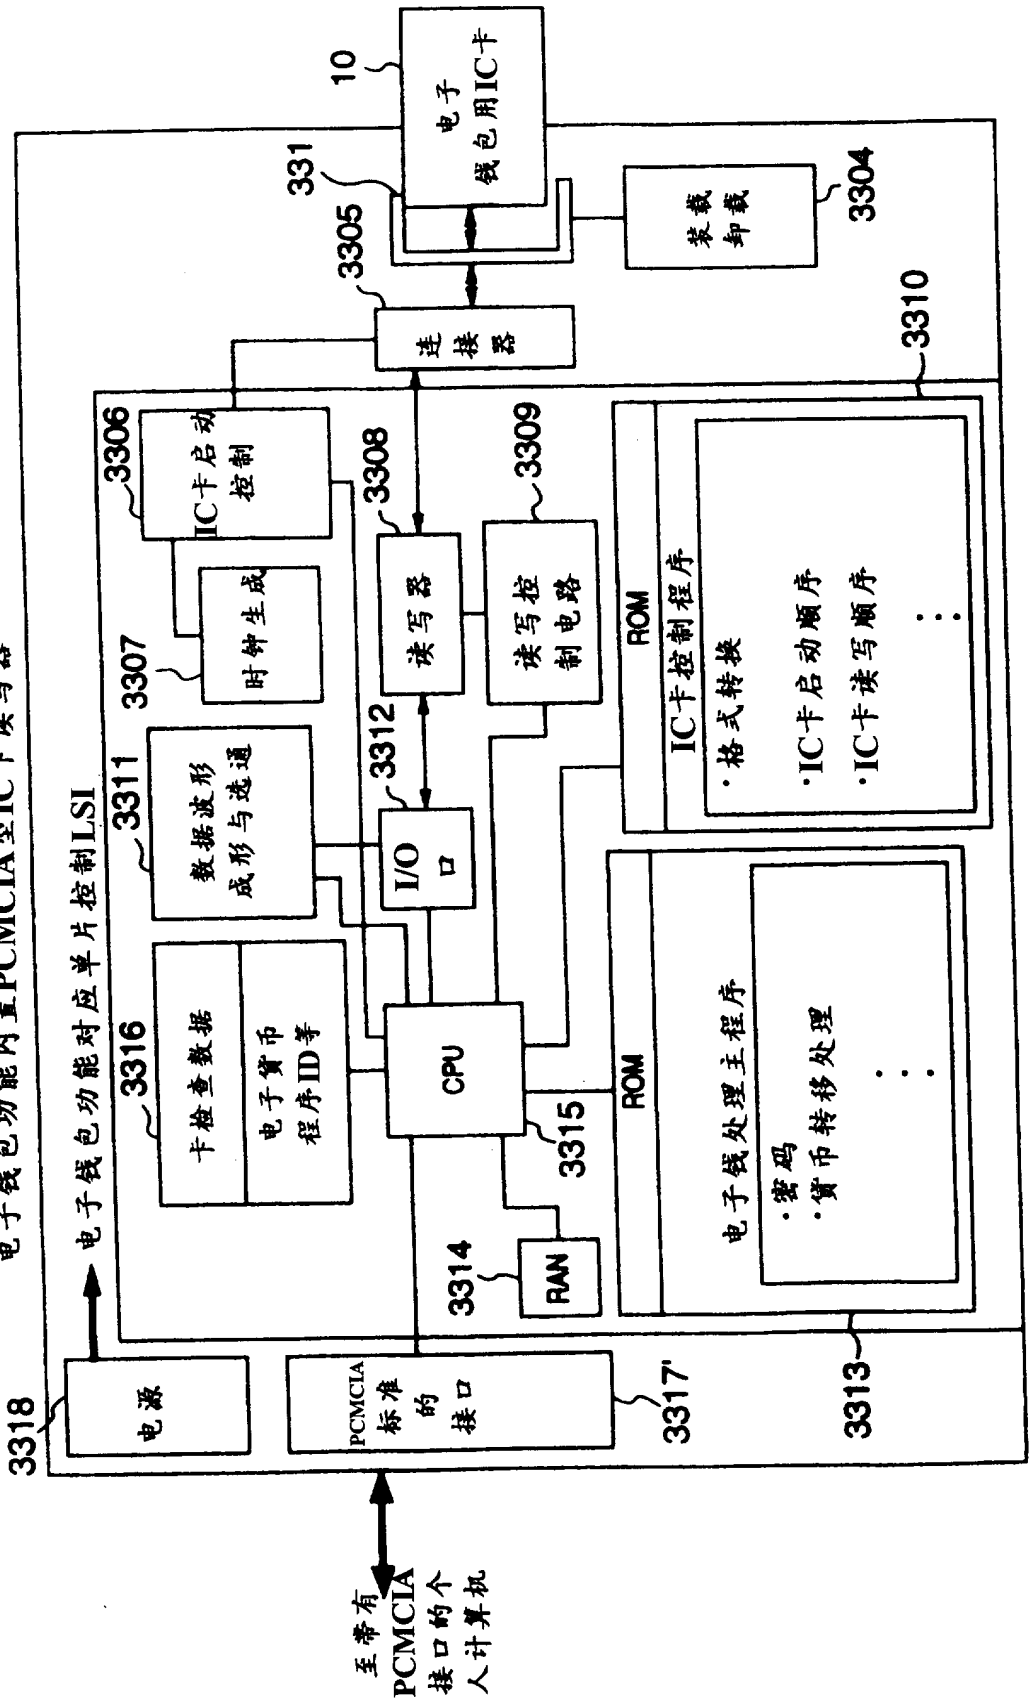 电子钱包功能内置PCMCIA型IC卡读写器
电子钱包功能对应单片控制LSI
3318
电源
PCMCIA
标准
的
接口
3317'
至带有
PCMCIA
接口的个
人计算机
3316
卡检查数据
电子貨币
程序ID等
3311
数据波形
成形与选通
3307
时钟生成
3306
IC卡启动
控制
3305
连接器
331
10
电子
钱包用IC卡
3304
装载
卸载
3308
读写器
3309
读写控
制电路
3312
I/O
口
CPU
3315
3314
RAN
ROM
电子钱处理主程序
·密码
·貨币转移处理
3313
ROM
IC卡控制程序
·格式转换
·IC卡启动顺序
·IC卡读写顺序
3310